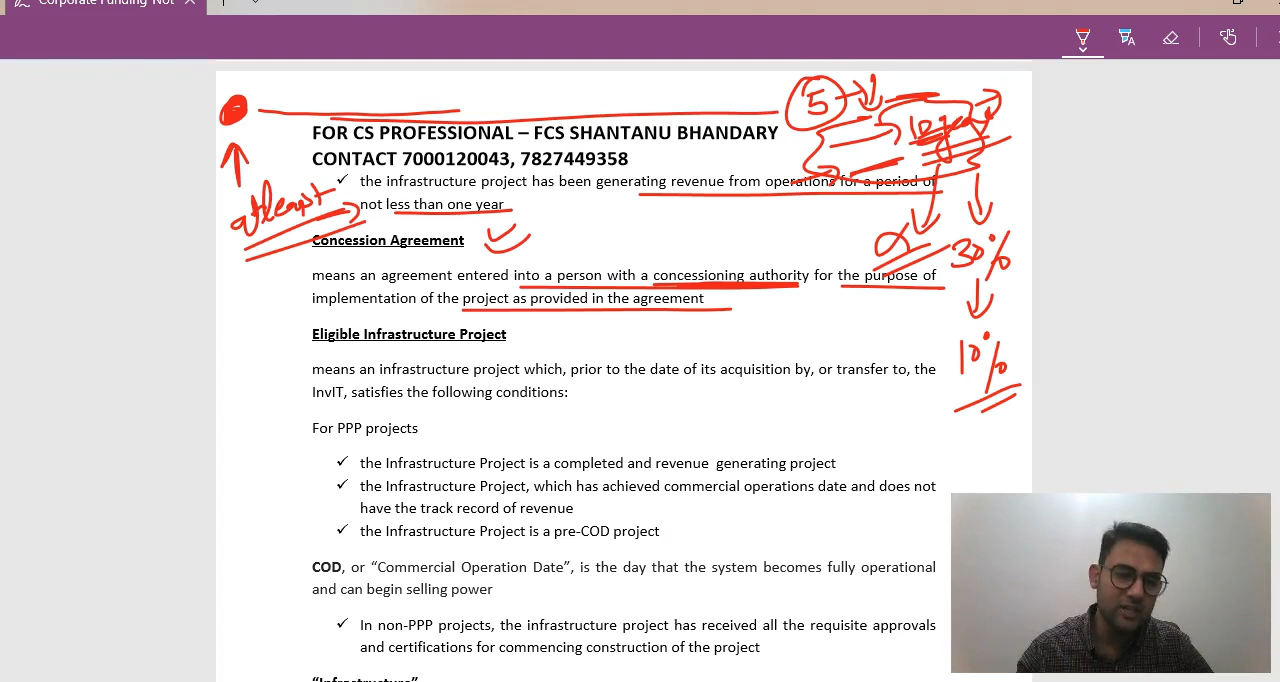 Corporate Funding-Not
5
FOR CS PROFESSIONAL – FCS SHANTANU BHANDARY
CONTACT 7000120043, 7827449358
✓ the infrastructure project has been generating revenue from operations for a period of
not less than one year
attempt
Concession Agreement
30%
means an agreement entered into a person with a concessioning authority for the purpose of
implementation of the project as provided in the agreement
Eligible Infrastructure Project
10%
means an infrastructure project which, prior to the date of its acquisition by, or transfer to, the
InvIT, satisfies the following conditions:
For PPP projects
✓ the Infrastructure Project is a completed and revenue generating project
✓ the Infrastructure Project, which has achieved commercial operations date and does not
have the track record of revenue
✓ the Infrastructure Project is a pre-COD project
COD, or “Commercial Operation Date”, is the day that the system becomes fully operational
and can begin selling power
✓ In non-PPP projects, the infrastructure project has received all the requisite approvals
and certifications for commencing construction of the project
“Infrastructure”